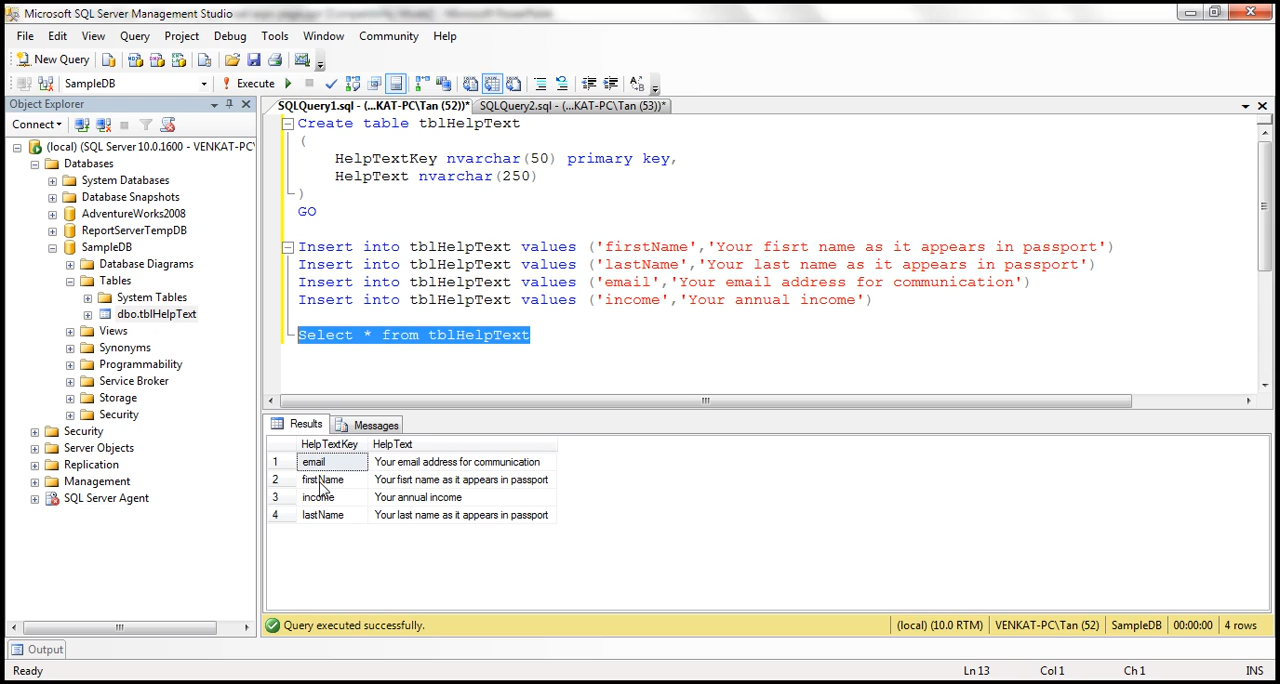 Microsoft SQL Server Management Studio
File Edit View Query Project Debug Tools Window Community Help
New Query
SampleDB Execute
Object Explorer
SQLQuery1.sql - (...KAT-PC\Tan (52))* SQLQuery2.sql - (...KAT-PC\Tan (53))*
Connect
(local) (SQL Server 10.0.1600 - VENKAT-PC\
Databases
System Databases
Database Snapshots
AdventureWorks2008
ReportServerTempDB
SampleDB
Database Diagrams
Tables
System Tables
dbo.tblHelpText
Views
Synonyms
Programmability
Service Broker
Storage
Security
Security
Server Objects
Replication
Management
SQL Server Agent
Create table tblHelpText
(
HelpTextKey nvarchar(50) primary key,
HelpText nvarchar(250)
)
GO
Insert into tblHelpText values ('firstName','Your fisrt name as it appears in passport')
Insert into tblHelpText values ('lastName','Your last name as it appears in passport')
Insert into tblHelpText values ('email','Your email address for communication')
Insert into tblHelpText values ('income','Your annual income')
Select * from tblHelpText
Results Messages
HelpTextKey HelpText
1 email Your email address for communication
2 firstName Your fisrt name as it appears in passport
3 income Your annual income
4 lastName Your last name as it appears in passport
Query executed successfully. (local) (10.0 RTM) VENKAT-PC\Tan (52) SampleDB 00:00:00 4 rows
Output
Ready Ln 13 Col 1 Ch 1 INS